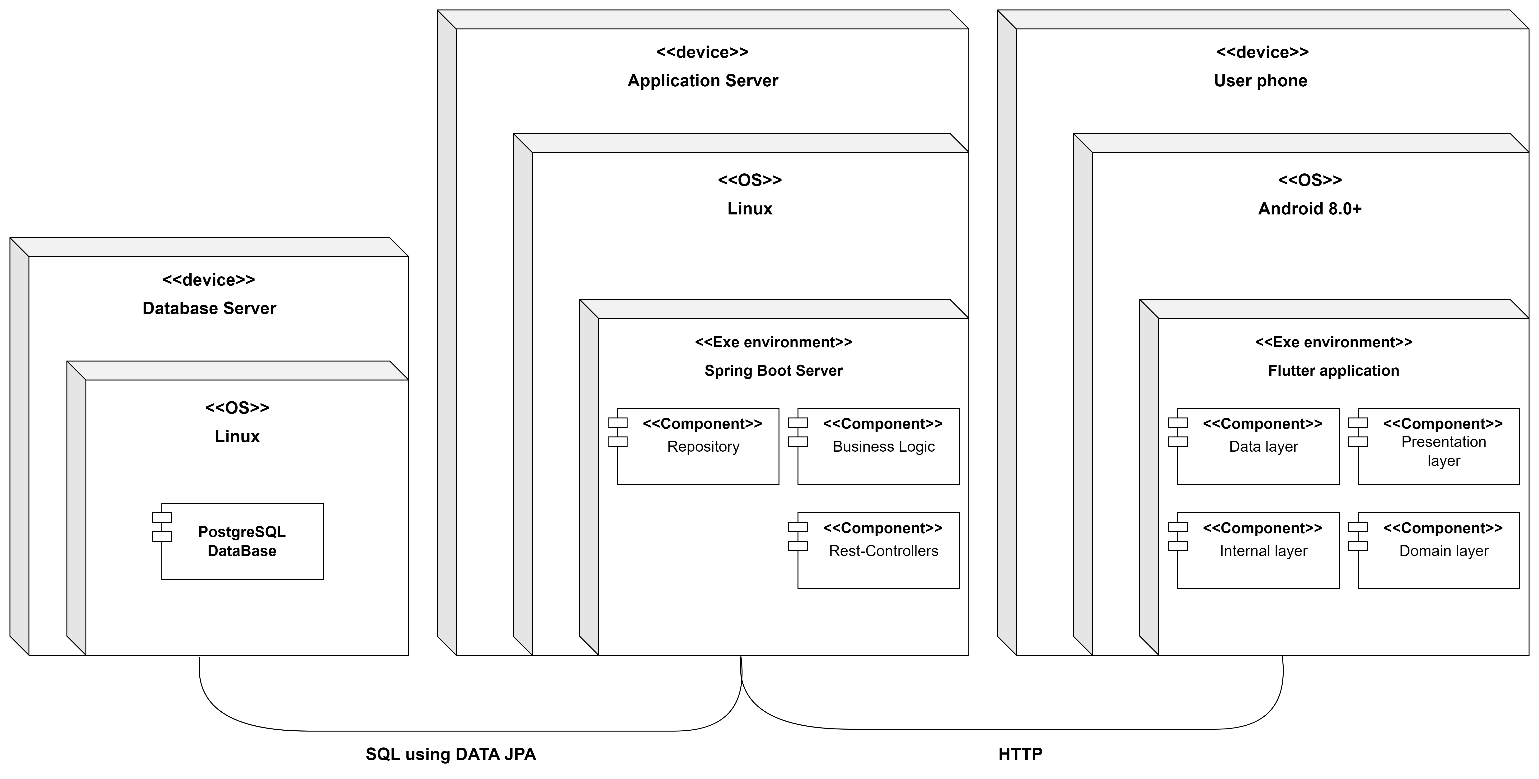 <<device>>
Database Server
<<OS>>
Linux
PostgreSQL
DataBase
<<device>>
Application Server
<<OS>>
Linux
<<Exe environment>>
Spring Boot Server
<<Component>>
Repository
<<Component>>
Business Logic
<<Component>>
Rest-Controllers
<<device>>
User phone
<<OS>>
Android 8.0+
<<Exe environment>>
Flutter application
<<Component>>
Data layer
<<Component>>
Presentation
layer
<<Component>>
Internal layer
<<Component>>
Domain layer
SQL using DATA JPA
HTTP